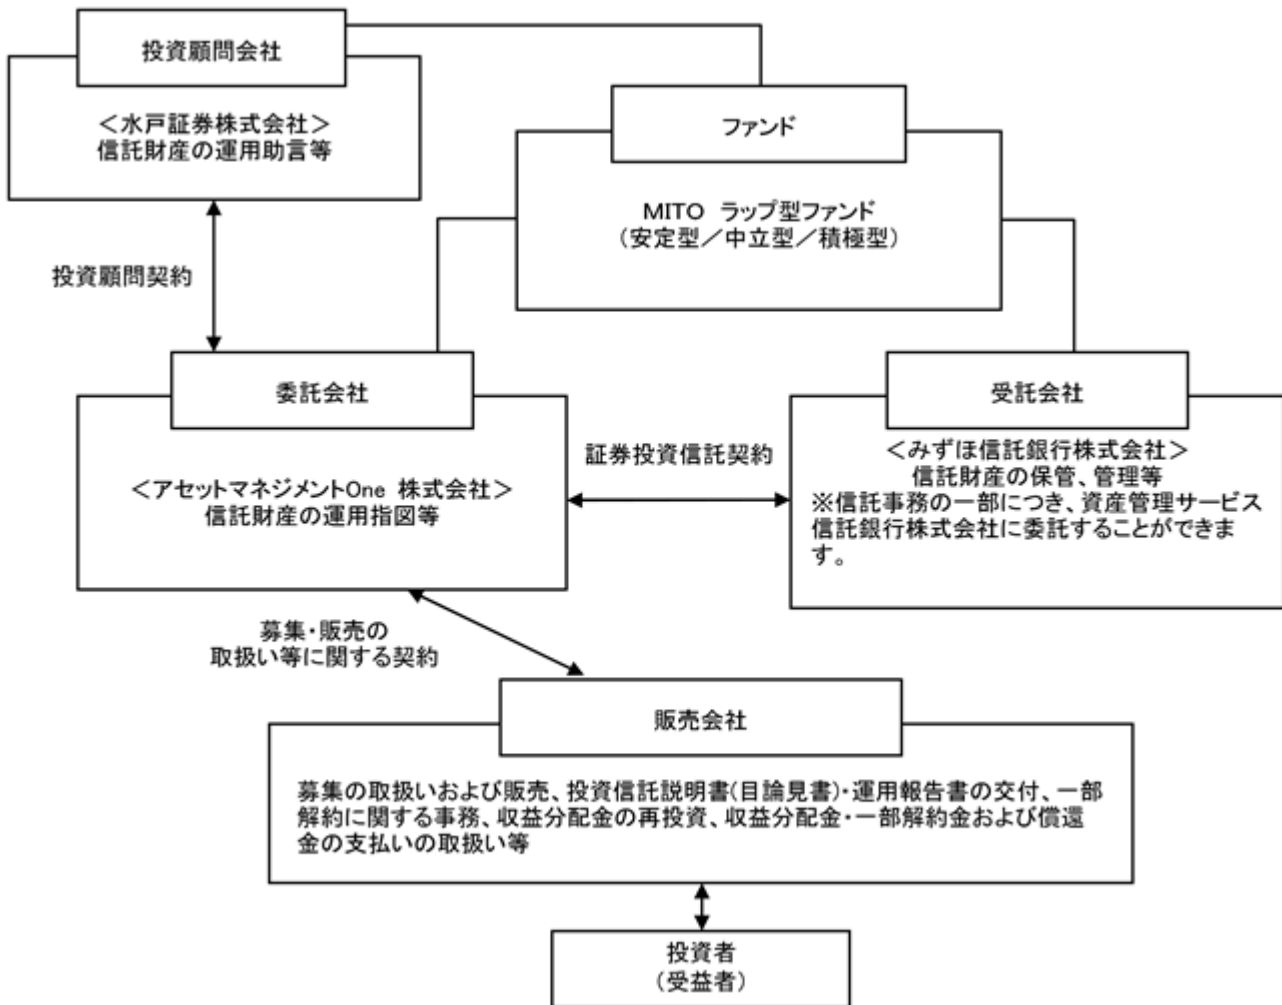 投資顧問会社
<水戸証券株式会社>
信託財産の運用助言等
ファンド
MITO ラップ型ファンド
(安定型/中立型/積極型)
投資顧問契約
委託会社
<アセットマネジメントOne 株式会社>
信託財産の運用指図等
証券投資信託契約
受託会社
<みずほ信託銀行株式会社>
信託財産の保管、管理等
※信託事務の一部につき、資産管理サービス
信託銀行株式会社に委託することができま
す。
募集・販売の
取扱い等に関する契約
販売会社
募集の取扱いおよび販売、投資信託説明書(目論見書)・運用報告書の交付、一部
解約に関する事務、収益分配金の再投資、収益分配金・一部解約金および償還
金の支払いの取扱い等
投資者
(受益者)